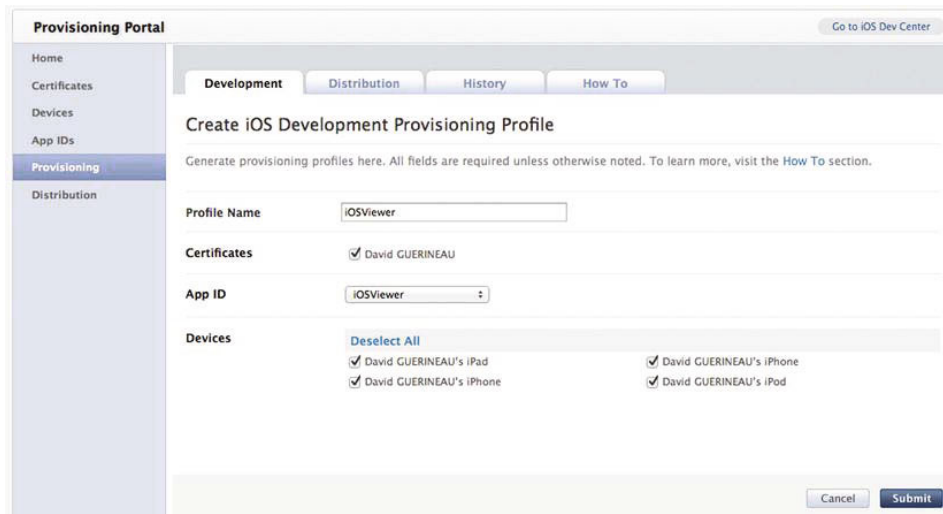 Provisioning Portal
Go to iOS Dev Center
Home
Certificates
Devices
App IDs
Provisioning
Distribution
Development
Distribution
History
How To
Create iOS Development Provisioning Profile
Generate provisioning profiles here. All fields are required unless otherwise noted. To learn more, visit the How To section.
Profile Name
iOSViewer
Certificates
David GUERINEAU
App ID
iOSViewer
Devices
Deselect All
David GUERINEAU's iPad
David GUERINEAU's iPhone
David GUERINEAU's iPhone
David GUERINEAU's iPod
Cancel
Submit